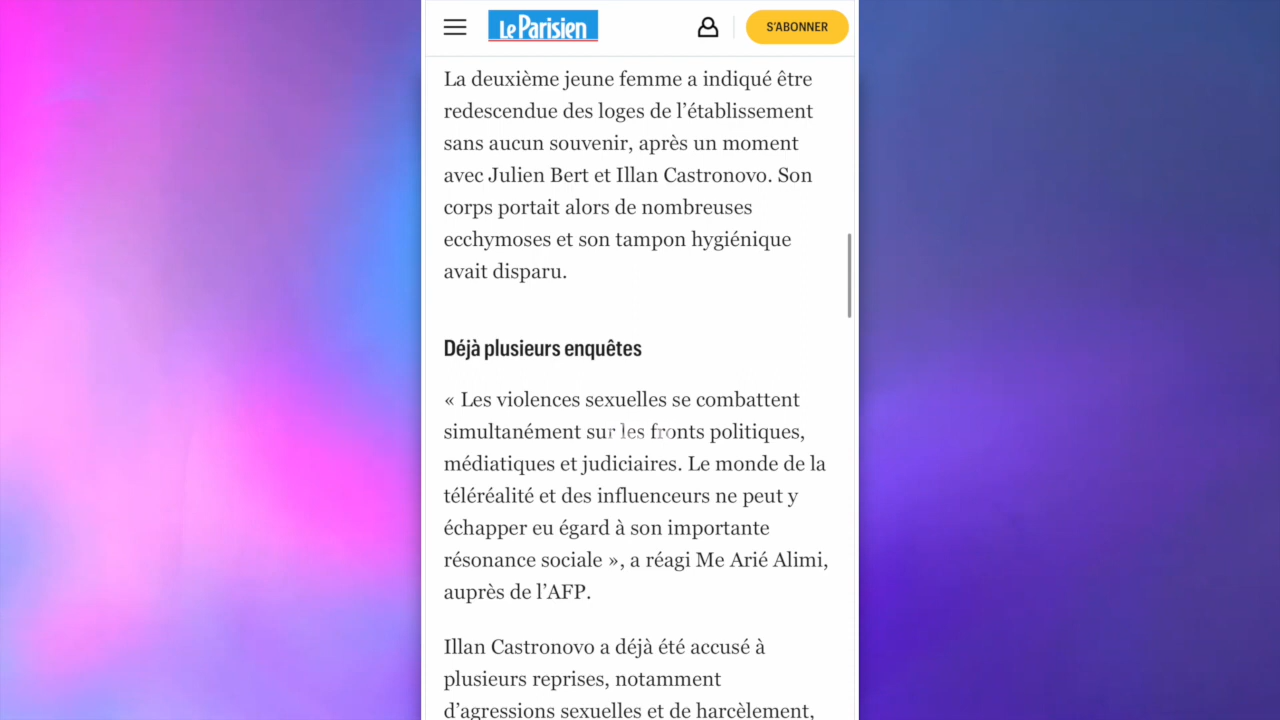 Le Parisien
S'ABONNER
La deuxième jeune femme a indiqué être
redescendue des loges de l’établissement
sans aucun souvenir, après un moment
avec Julien Bert et Illan Castronovo. Son
corps portait alors de nombreuses
ecchymoses et son tampon hygiénique
avait disparu.
Déjà plusieurs enquêtes
« Les violences sexuelles se combattent
simultanément sur les fronts politiques,
médiatiques et judiciaires. Le monde de la
téléréalité et des influenceurs ne peut y
échapper eu égard à son importante
résonance sociale », a réagi Me Arié Alimi,
auprès de l’AFP.
Illan Castronovo a déjà été accusé à
plusieurs reprises, notamment
d’agressions sexuelles et de harcèlement,